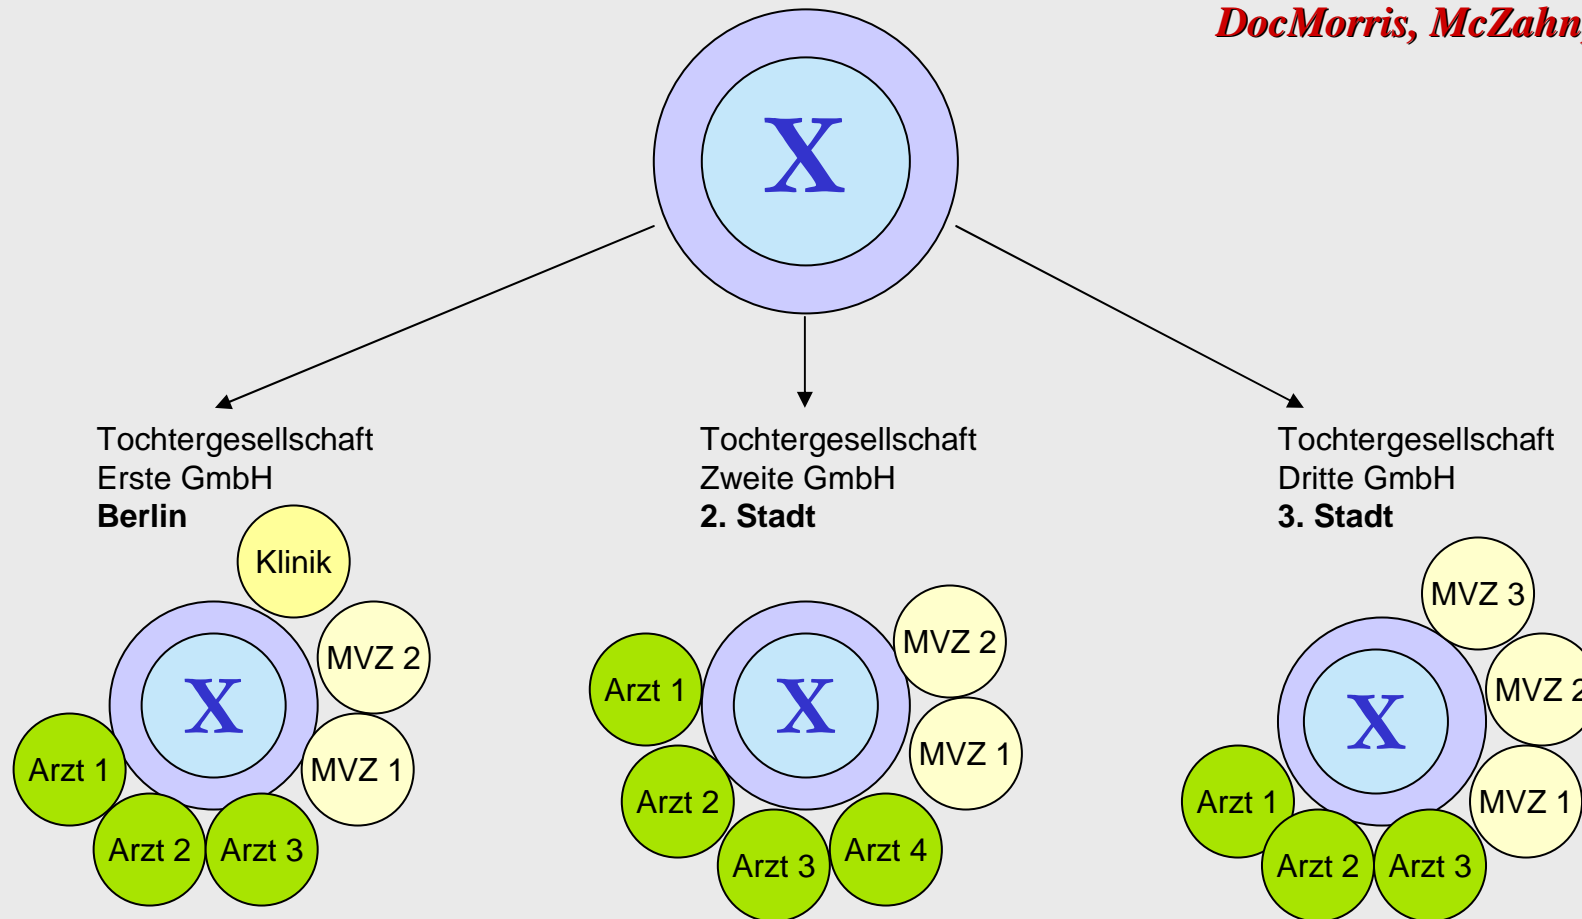 DocMorris, McZahn,
X
Tochtergesellschaft
Erste GmbH
Berlin
Klinik
MVZ 2
X
MVZ 1
Arzt 1
Arzt 2
Arzt 3
Tochtergesellschaft
Zweite GmbH
2. Stadt
MVZ 2
Arzt 1
X
MVZ 1
Arzt 2
Arzt 3
Arzt 4
Tochtergesellschaft
Dritte GmbH
3. Stadt
MVZ 3
MVZ 2
X
MVZ 1
Arzt 1
Arzt 2
Arzt 3